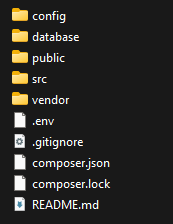 config
database
public
src
vendor
.env
.gitignore
composer.json
composer.lock
README.md